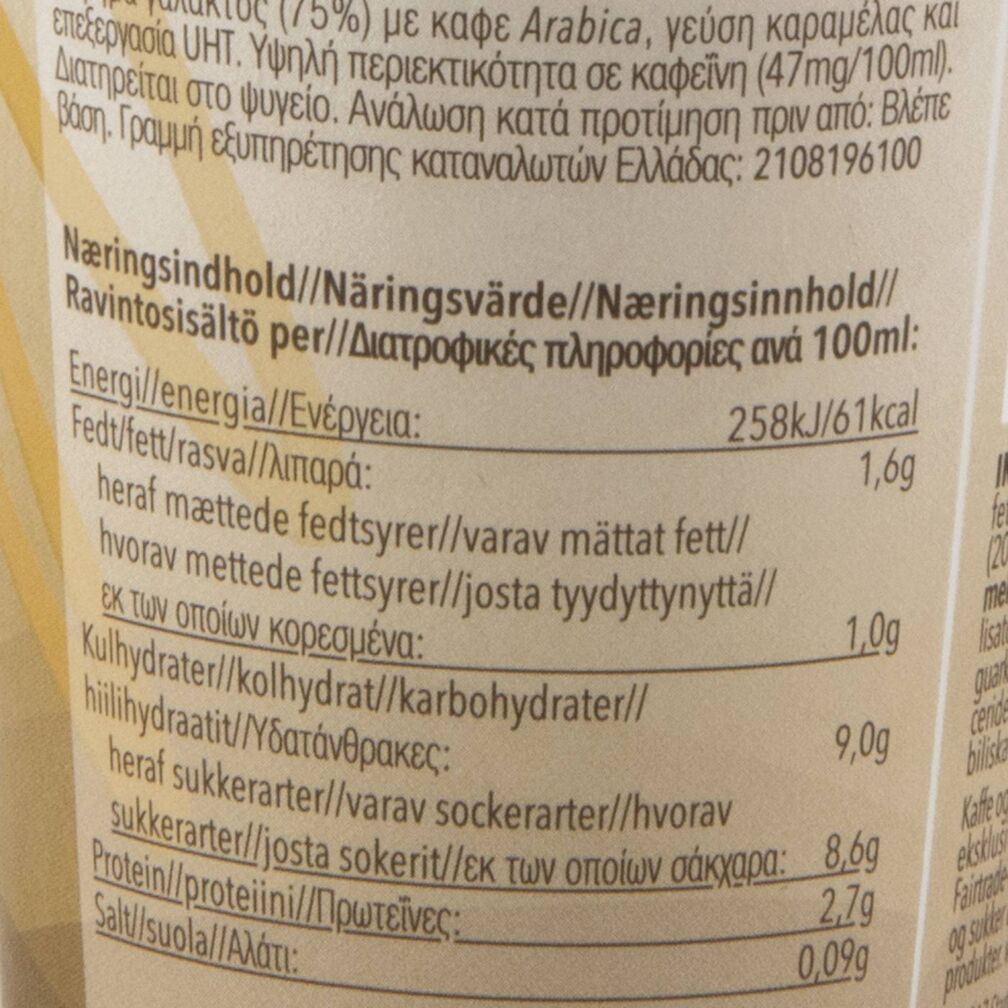 (75%) με καφε Arabica, γεύση καραμέλας και
επεξεργασία UHT. Υψηλή περιεκτικότητα σε καφεΐνη (47mg/100ml).
Διατηρείται στο ψυγείο. Ανάλωση κατά προτίμηση πριν από: Βλέπε
βάση. Γραμμή εξυπηρέτησης καταναλωτών Ελλάδας: 2108196100
Næringsindhold//Näringsvärde//Næringsinnhold//
Ravintosisältö per//Διατροφικές πληροφορίες ανά 100ml:
Energi//energia//Ενέργεια: 258kJ/61kcal
Fedt/fett/rasva//λιπαρά: 1,6g
heraf mættede fedtsyrer//varav mättat fett//
hvorav mettede fettsyrer//josta tyydyttynyttä//
εκ των οποίων κορεσμένα: 1,0g
Kulhydrater//kolhydrat//karbohydrater//
hiilihydraatit//Υδατάνθρακες: 9,0g
heraf sukkerarter//varav sockerarter//hvorav
sukkerarter//josta sokerit//εκ των οποίων σάκχαρα: 8,6g
Protein//proteiini//Πρωτεΐνες: 2,7g
Salt//suola//Αλάτι: 0,09g
Kaffe og